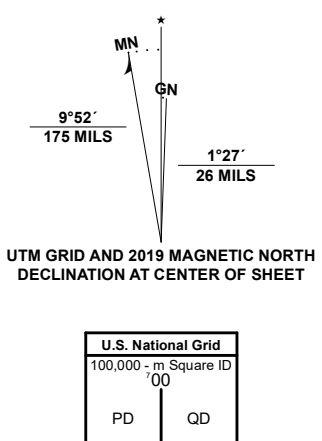 ★
MN
GN
9°52´
175 MILS
1°27´
26 MILS
UTM GRID AND 2019 MAGNETIC NORTH
DECLINATION AT CENTER OF SHEET
U.S. National Grid
100,000 - m Square ID
⁷00
PD QD